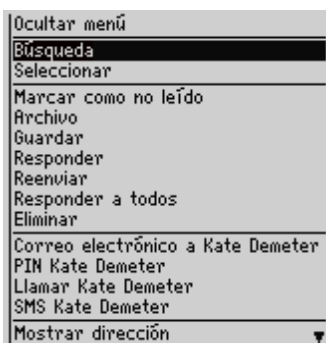 Ocultar menú
Búsqueda
Seleccionar
Marcar como no leído
Archivo
Guardar
Responder
Reenviar
Responder a todos
Eliminar
Correo electrónico a Kate Demeter
PIN Kate Demeter
Llamar Kate Demeter
SMS Kate Demeter
Mostrar dirección